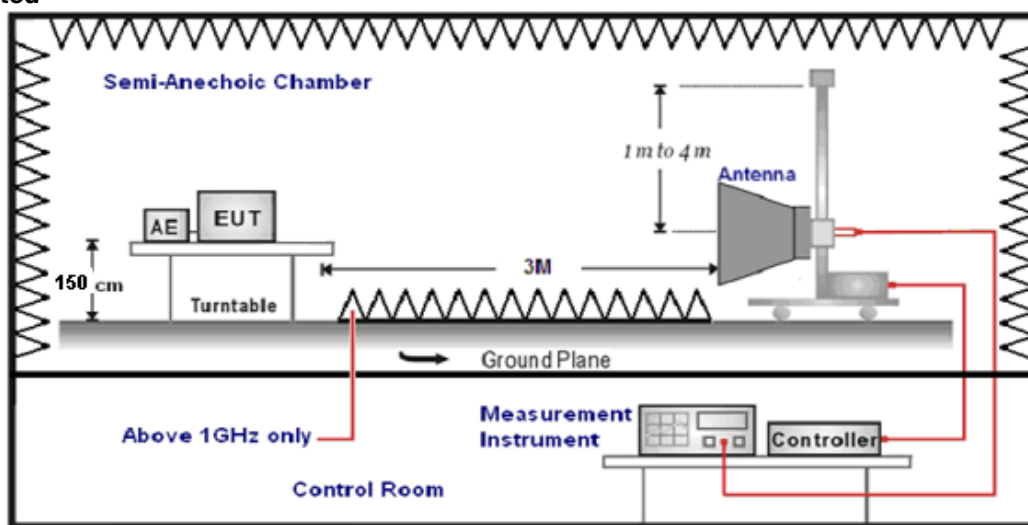 Semi-Anechoic Chamber
1 m to 4 m
Antenna
AE
EUT
3M
150 cm
Turntable
Ground Plane
Above 1GHz only
Measurement
Instrument
Controller
Control Room